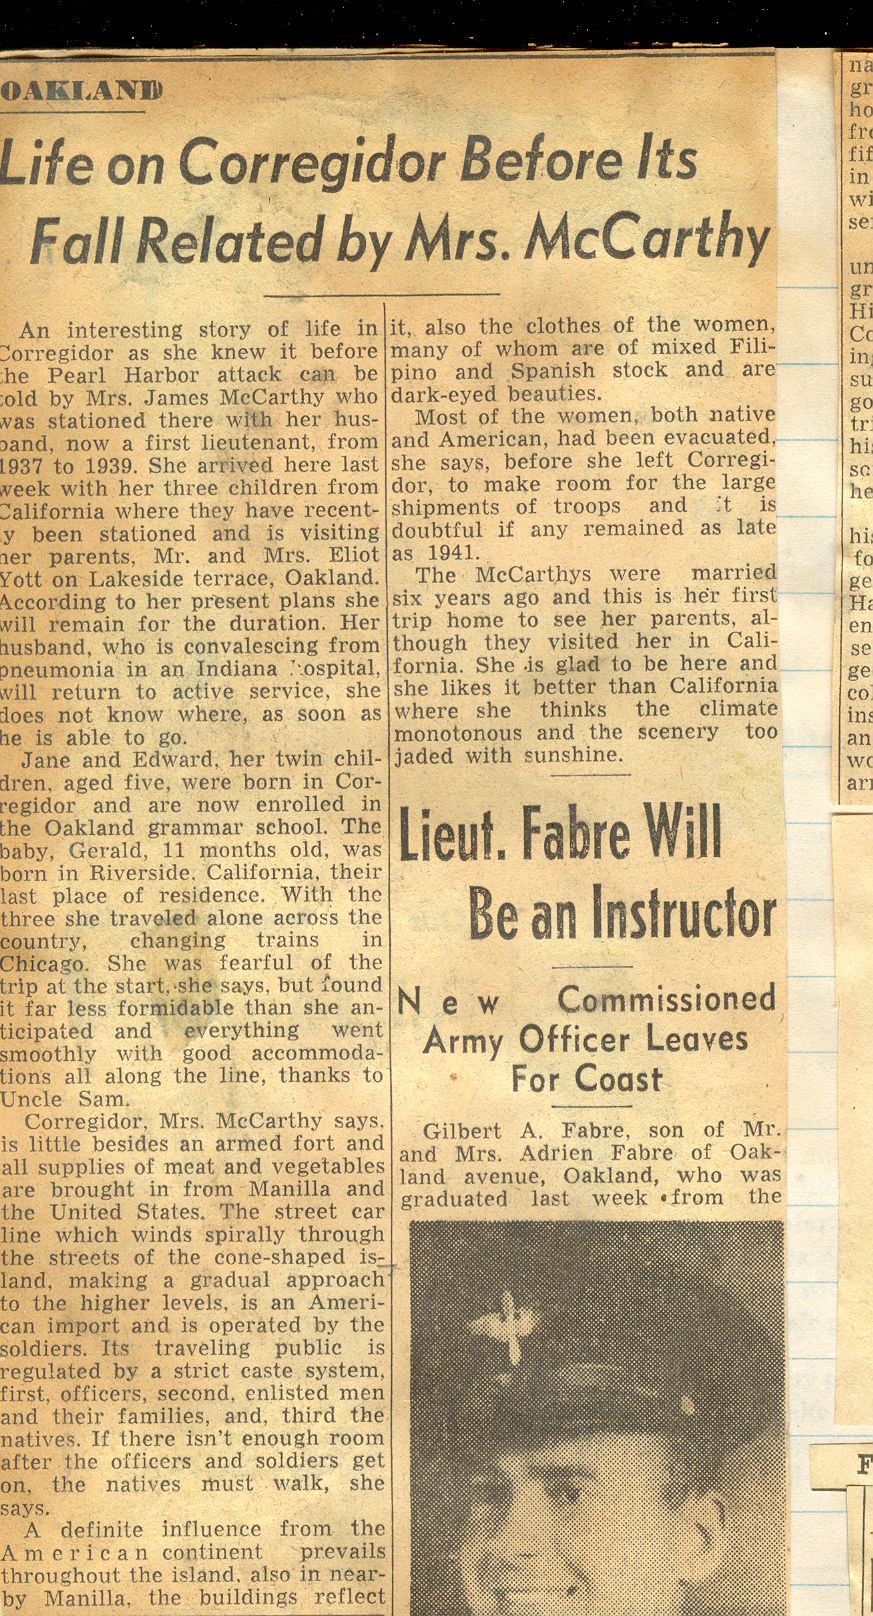 OAKLAND
Life on Corregidor Before Its
Fall Related by Mrs. McCarthy
An interesting story of life in
Corregidor as she knew it before
the Pearl Harbor attack can be
told by Mrs. James McCarthy who
was stationed there with her hus-
band, now a first lieutenant, from
1937 to 1939. She arrived here last
week with her three children from
California where they have recent-
ly been stationed and is visiting
her parents, Mr. and Mrs. Eliot
Yott on Lakeside terrace, Oakland.
According to her present plans she
will remain for the duration. Her
husband, who is convalescing from
pneumonia in an Indiana hospital,
will return to active service, she
does not know where, as soon as
he is able to go.
Jane and Edward, her twin chil-
dren, aged five, were born in Cor-
regidor and are now enrolled in
the Oakland grammar school. The
baby, Gerald, 11 months old, was
born in Riverside, California, their
last place of residence. With the
three she traveled alone across the
country, changing trains in
Chicago. She was fearful of the
trip at the start, she says, but found
it far less formidable than she an-
ticipated and everything went
smoothly with good accommoda-
tions all along the line, thanks to
Uncle Sam.
Corregidor, Mrs. McCarthy says,
is little besides an armed fort and
all supplies of meat and vegetables
are brought in from Manilla and
the United States. The street car
line which winds spirally through
the streets of the cone-shaped is-
land, making a gradual approach
to the higher levels, is an Ameri-
can import and is operated by the
soldiers. Its traveling public is
regulated by a strict caste system,
first, officers, second, enlisted men
and their families, and, third the
natives. If there isn't enough room
after the officers and soldiers get
on, the natives must walk, she
says.
A definite influence from the
American continent prevails
throughout the island, also in near-
by Manilla, the buildings reflect
it, also the clothes of the women,
many of whom are of mixed Fili-
pino and Spanish stock and are
dark-eyed beauties.
Most of the women, both native
and American, had been evacuated,
she says, before she left Corregi-
dor, to make room for the large
shipments of troops and it is
doubtful if any remained as late
as 1941.
The McCarthys were married
six years ago and this is her first
trip home to see her parents, al-
though they visited her in Cali-
fornia. She is glad to be here and
she likes it better than California
where she thinks the climate
monotonous and the scenery too
jaded with sunshine.
Lieut. Fabre Will
Be an Instructor
New Commissioned
Army Officer Leaves
For Coast
Gilbert A. Fabre, son of Mr.
and Mrs. Adrien Fabre of Oak-
land avenue, Oakland, who was
graduated last week from the